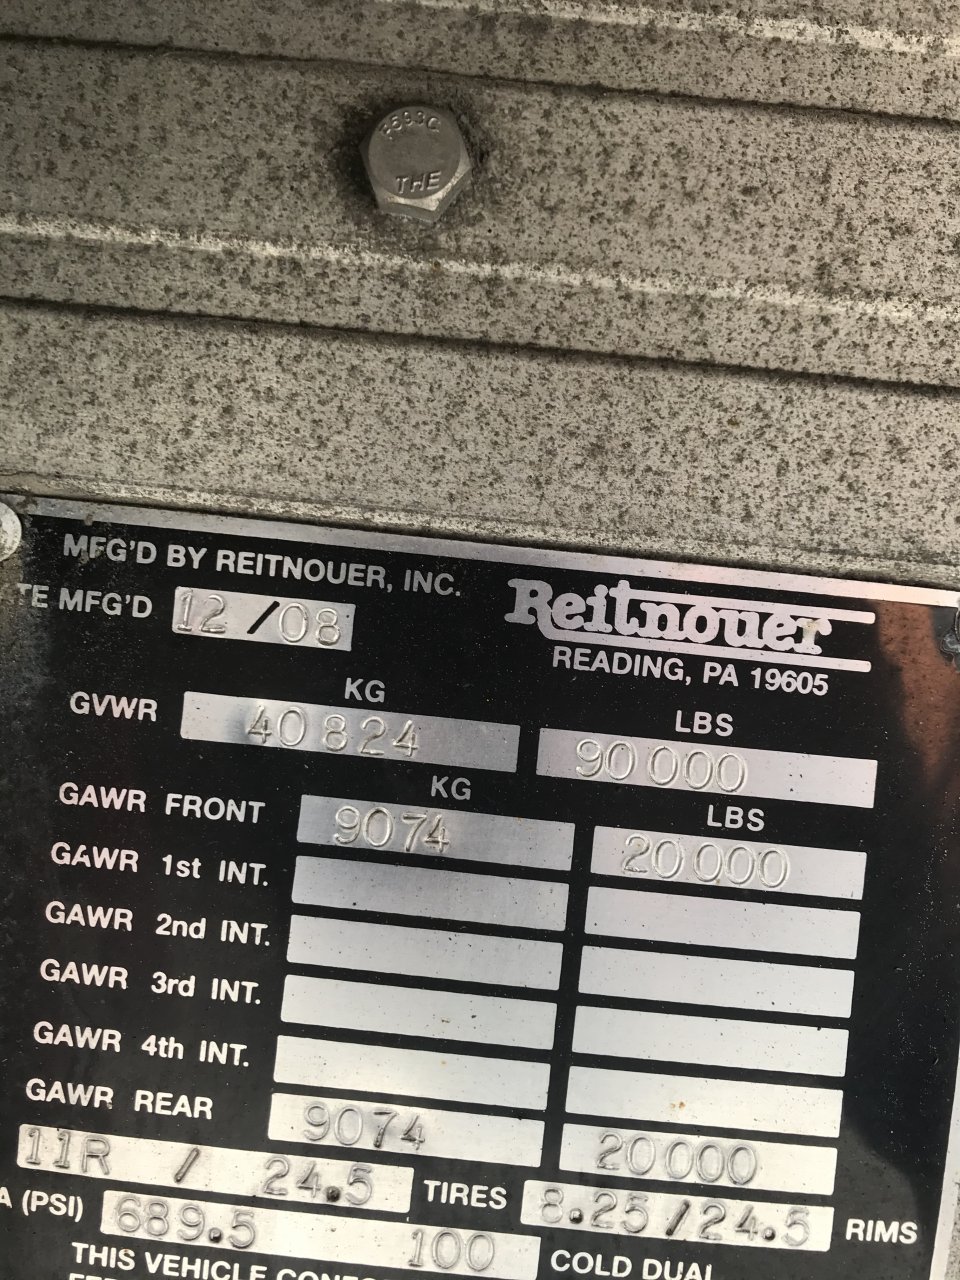 THE
MFG'D BY REITNOUER, INC.
TE MFG'D 12/08
Reitnouer
READING, PA 19605
KG LBS
GVWR 40824 90000
KG LBS
GAWR FRONT 9074 20000
GAWR 1st INT.
GAWR 2nd INT.
GAWR 3rd INT.
GAWR 4th INT.
GAWR REAR 9074 20000
11R / 24.5 TIRES 8.25/24.5 RIMS
A (PSI) 689.5 100 COLD DUAL
THIS VEHICLE